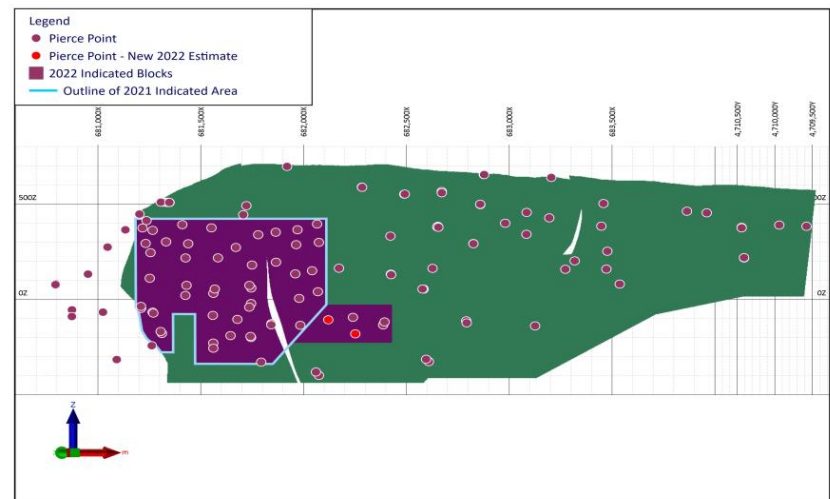 Legend
Pierce Point
Pierce Point - New 2022 Estimate
2022 Indicated Blocks
Outline of 2021 Indicated Area
681,000X
681,500X
682,000X
682,500X
683,000X
683,500X
4,710,500Y
4,710,000Y
4,709,500Y
500Z
500Z
0Z
0Z
Z